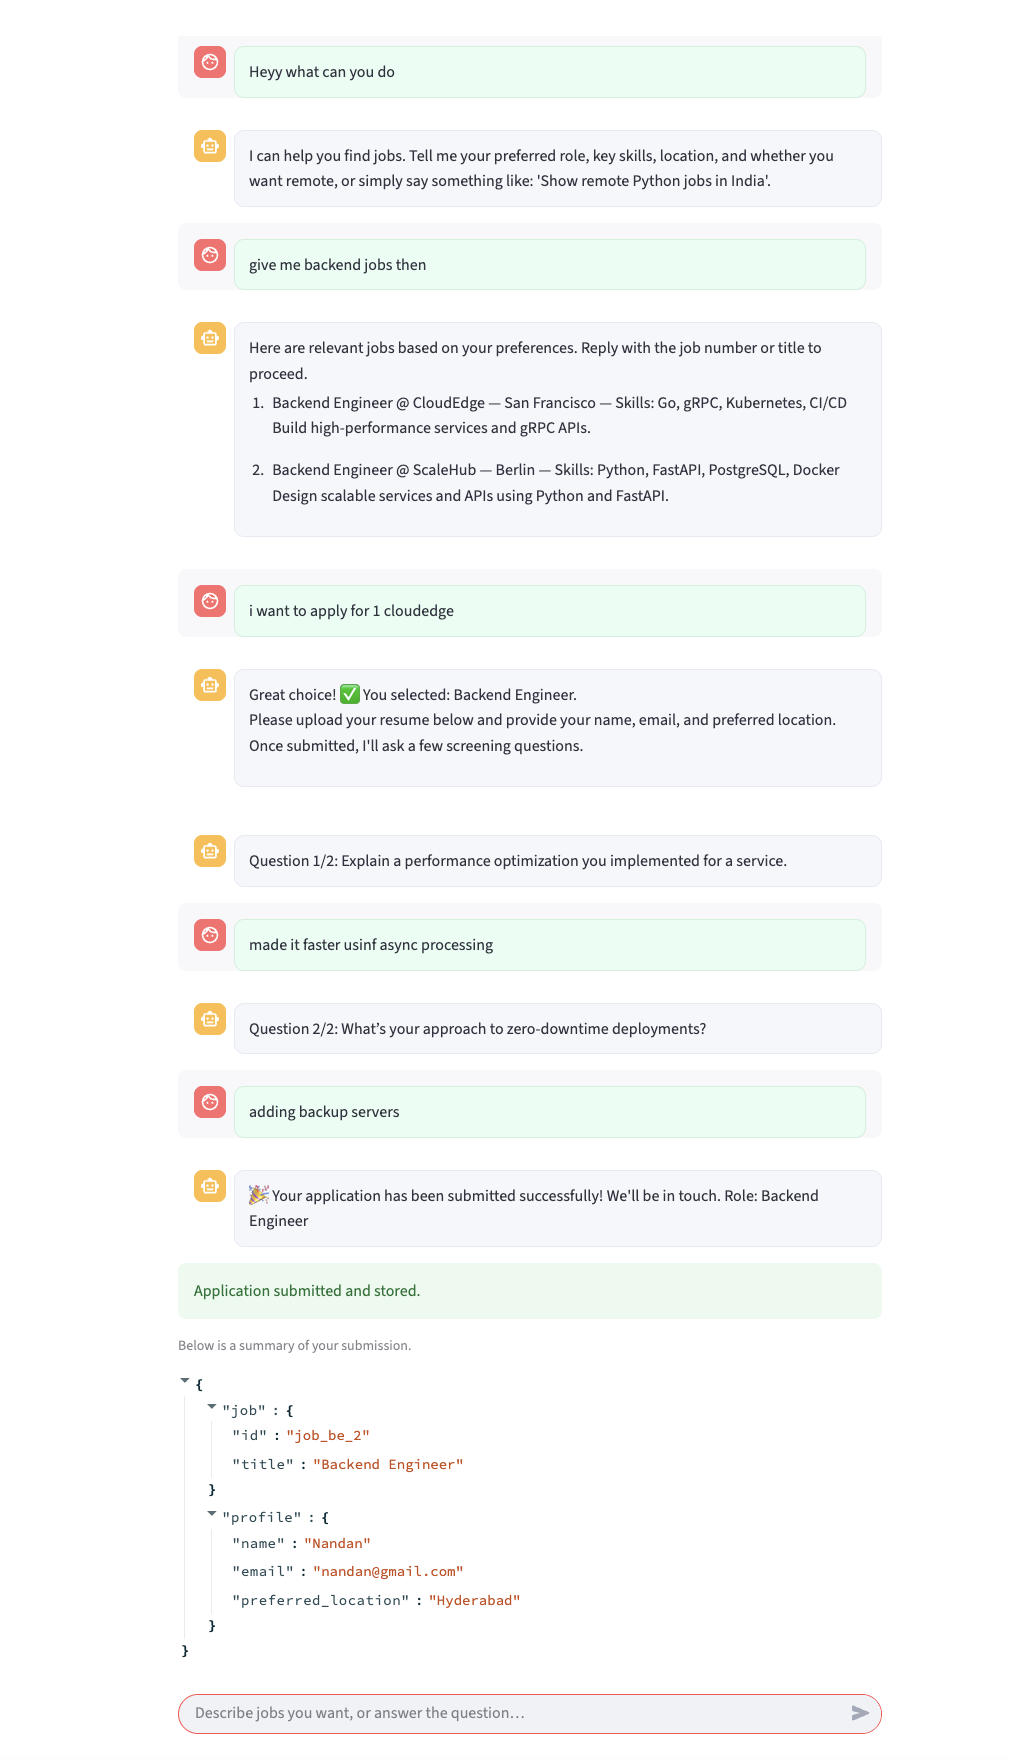 Heyy what can you do
I can help you find jobs. Tell me your preferred role, key skills, location, and whether you
want remote, or simply say something like: 'Show remote Python jobs in India'.
give me backend jobs then
Here are relevant jobs based on your preferences. Reply with the job number or title to
proceed.
1. Backend Engineer @ CloudEdge — San Francisco — Skills: Go, gRPC, Kubernetes, CI/CD
Build high-performance services and gRPC APIs.
2. Backend Engineer @ ScaleHub — Berlin — Skills: Python, FastAPI, PostgreSQL, Docker
Design scalable services and APIs using Python and FastAPI.
i want to apply for 1 cloudedge
Great choice! ✅ You selected: Backend Engineer.
Please upload your resume below and provide your name, email, and preferred location.
Once submitted, I'll ask a few screening questions.
Question 1/2: Explain a performance optimization you implemented for a service.
made it faster usinf async processing
Question 2/2: What’s your approach to zero-downtime deployments?
adding backup servers
🎉 Your application has been submitted successfully! We'll be in touch. Role: Backend
Engineer
Application submitted and stored.
Below is a summary of your submission.
{
"job" : {
"id" : "job_be_2"
"title" : "Backend Engineer"
}
"profile" : {
"name" : "Nandan"
"email" : "nandan@gmail.com"
"preferred_location" : "Hyderabad"
}
}
Describe jobs you want, or answer the question…